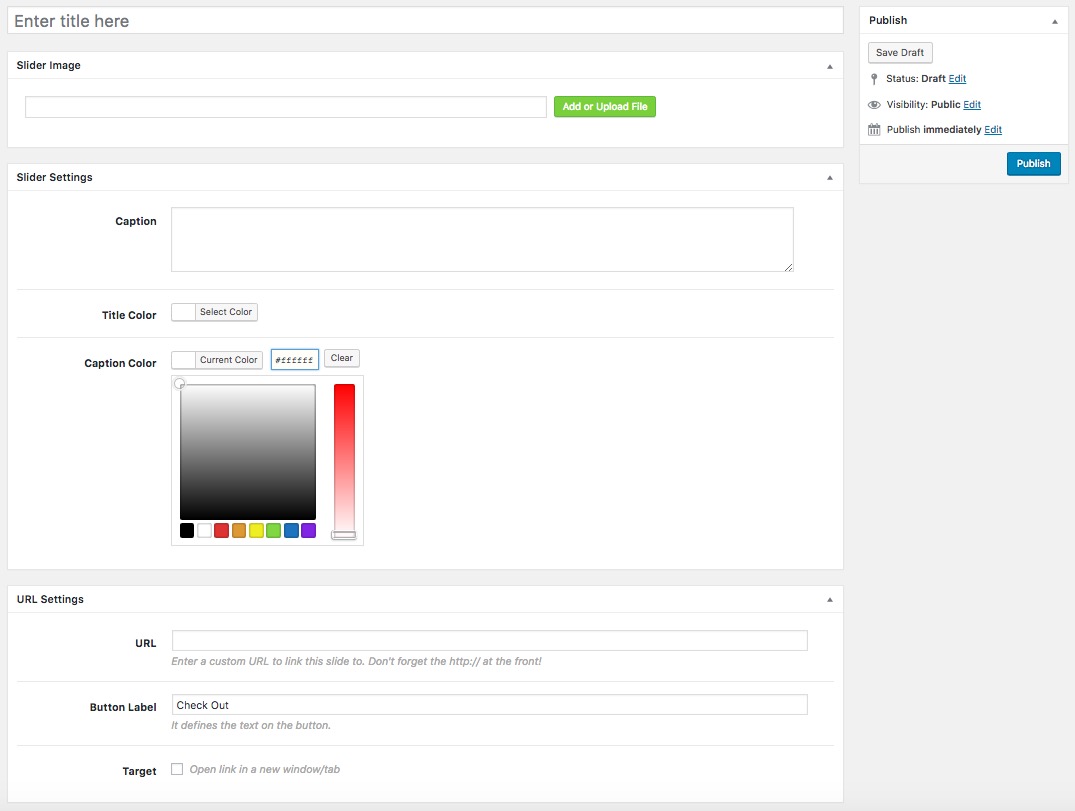 Enter title here
Slider Image
Add or Upload File
Slider Settings
Caption
Title Color
Select Color
Caption Color
Current Color
#ffffff
Clear
URL Settings
URL
Enter a custom URL to link this slide to. Don't forget the http:// at the front!
Button Label
Check Out
It defines the text on the button.
Target
Open link in a new window/tab
Publish
Save Draft
Status: Draft Edit
Visibility: Public Edit
Publish immediately Edit
Publish